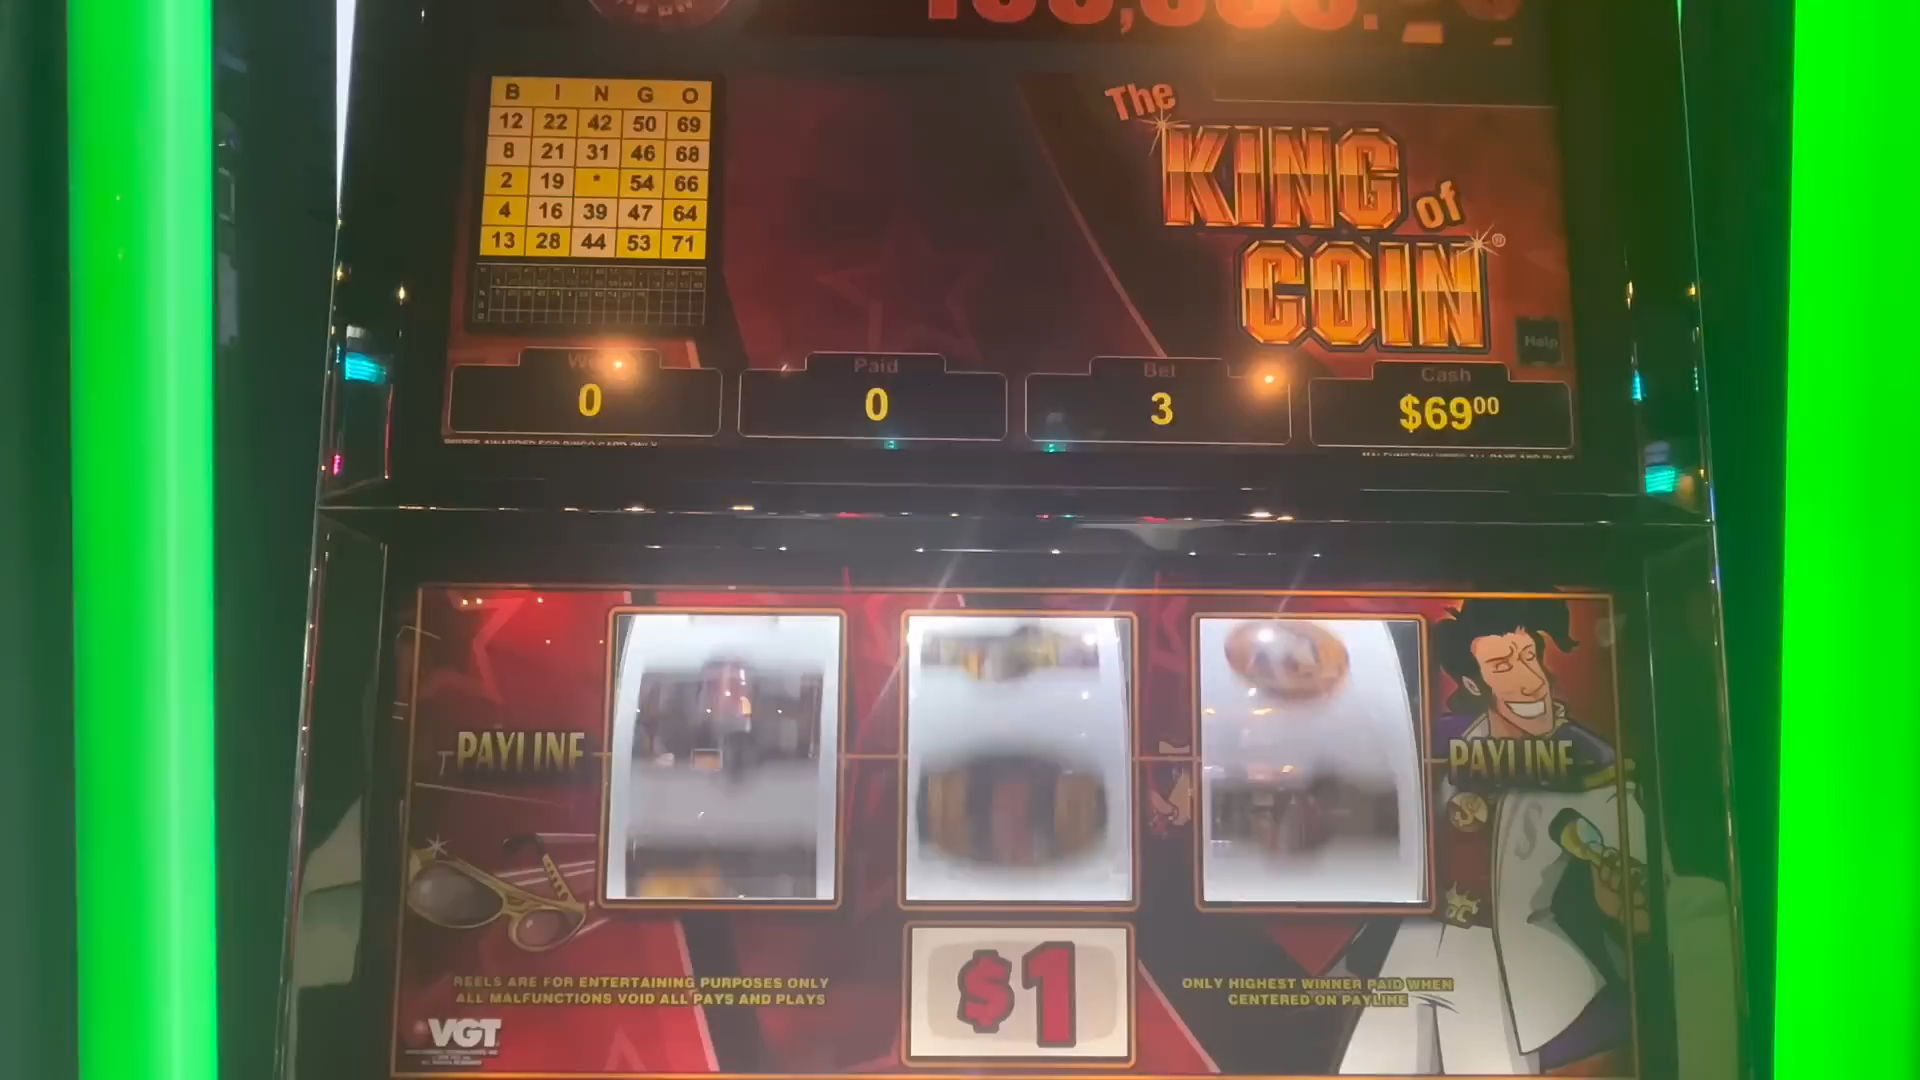 The
KING of
COIN®
B I N G O
12 22 42 50 69
8 21 31 46 68
2 19 * 54 66
4 16 39 47 64
13 28 44 53 71
Help
Paid
Bet
Cash
0
0
3
$69⁰⁰
PAYLINE
PAYLINE
REELS ARE FOR ENTERTAINING PURPOSES ONLY
ALL MALFUNCTIONS VOID ALL PAYS AND PLAYS
$1
ONLY HIGHEST WINNER PAID WHEN
CENTERED ON PAYLINE
VGT